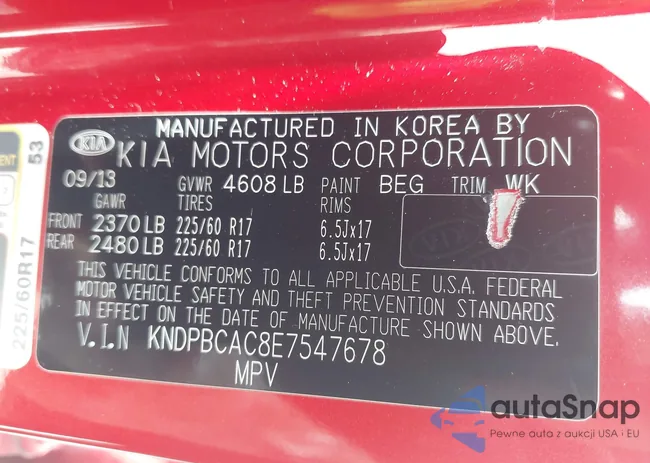 MANUFACTURED IN KOREA BY
KIA KIA MOTORS CORPORATION
09/13 GVWR 4608 LB PAINT BEG TRIM WK
GAWR TIRES RIMS
FRONT 2370 LB 225/60 R17 6.5Jx17
REAR 2480 LB 225/60 R17 6.5Jx17
THIS VEHICLE CONFORMS TO ALL APPLICABLE U.S.A. FEDERAL
MOTOR VEHICLE SAFETY AND THEFT PREVENTION STANDARDS
IN EFFECT ON THE DATE OF MANUFACTURE SHOWN ABOVE.
V.I.N KNDPBCAC8E7547678
MPV
53
225/60R17
autaSnap
Pewne auta z aukcji USA i EU